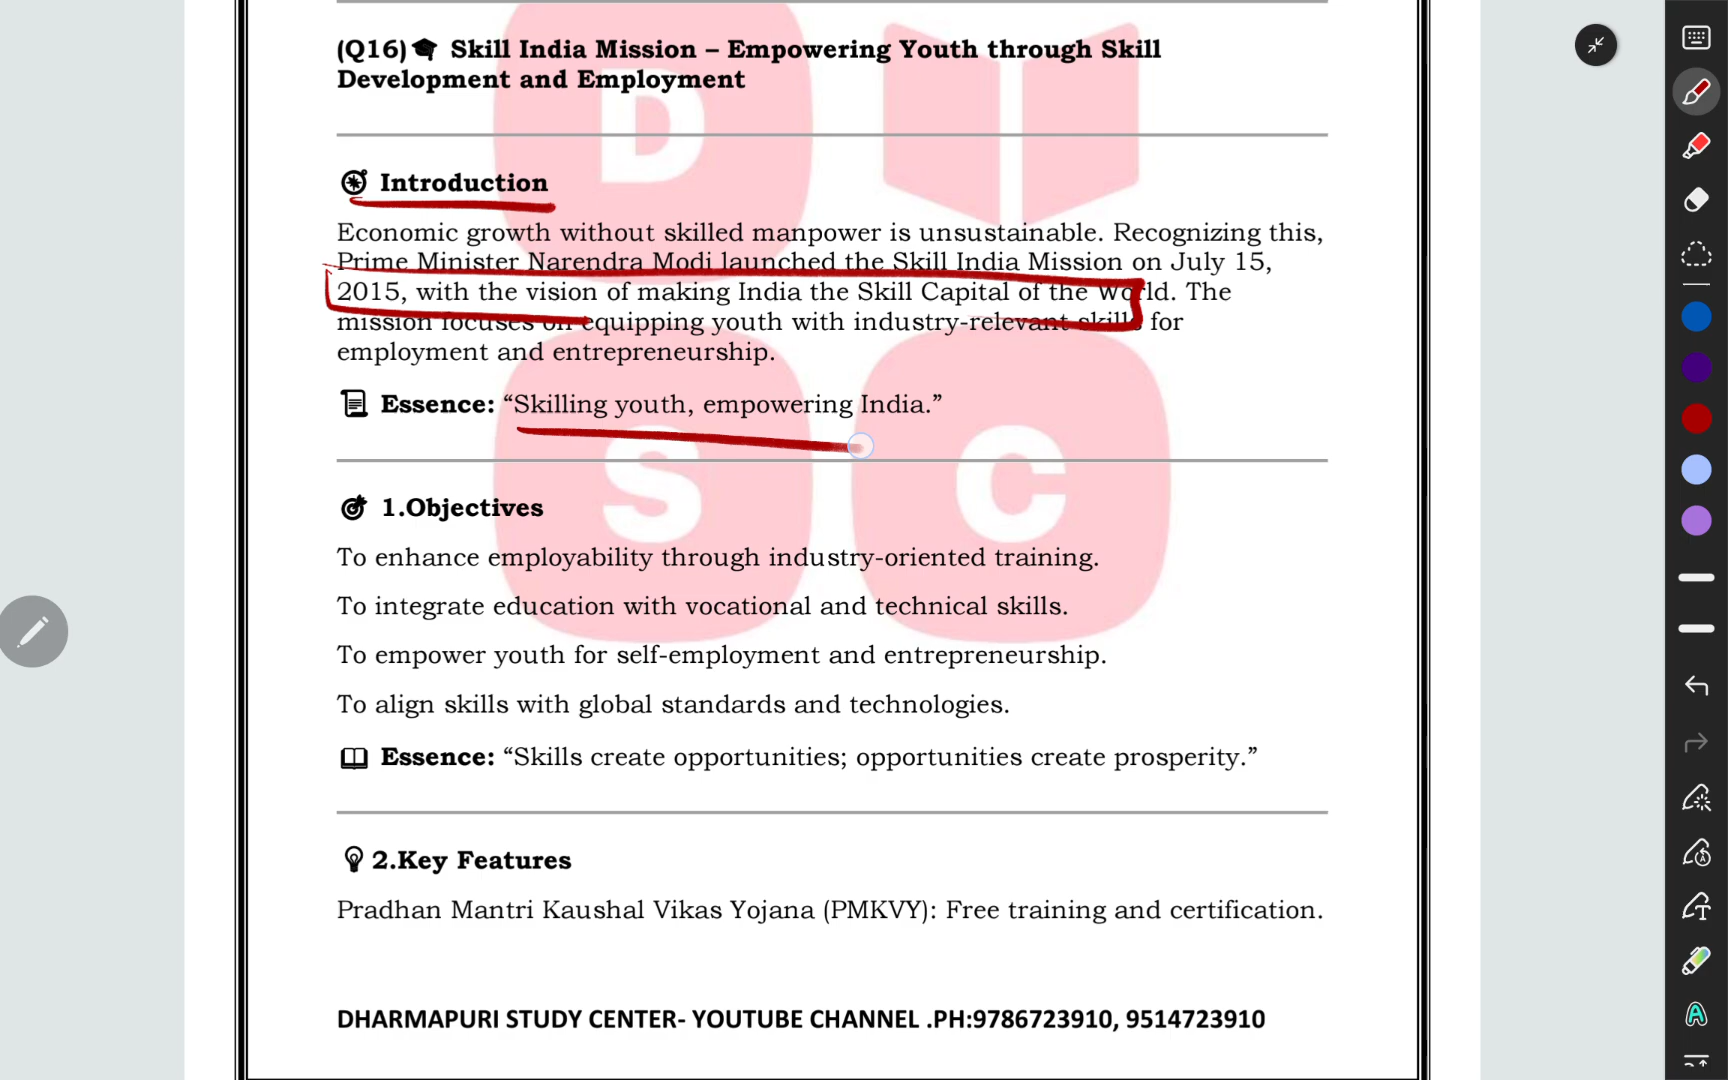 (Q16) Skill India Mission – Empowering Youth through Skill
Development and Employment
Introduction
Economic growth without skilled manpower is unsustainable. Recognizing this,
Prime Minister Narendra Modi launched the Skill India Mission on July 15,
2015, with the vision of making India the Skill Capital of the World. The
mission focuses on equipping youth with industry-relevant skills for
employment and entrepreneurship.
Essence: “Skilling youth, empowering India.”
1.Objectives
To enhance employability through industry-oriented training.
To integrate education with vocational and technical skills.
To empower youth for self-employment and entrepreneurship.
To align skills with global standards and technologies.
Essence: “Skills create opportunities; opportunities create prosperity.”
2.Key Features
Pradhan Mantri Kaushal Vikas Yojana (PMKVY): Free training and certification.
DHARMAPURI STUDY CENTER- YOUTUBE CHANNEL .PH:9786723910, 9514723910
D
S C